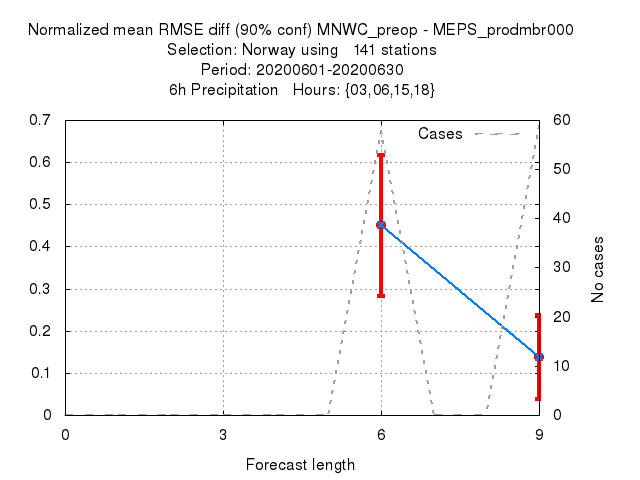 Normalized mean RMSE diff (90% conf) MNWC_preop - MEPS_prodmbr000
Selection: Norway using 141 stations
Period: 20200601-20200630
6h Precipitation Hours: {03,06,15,18}
Cases
0.7
0.6
0.5
0.4
0.3
0.2
0.1
0
60
50
40
30
20
10
0
No cases
0 3 6 9
Forecast length